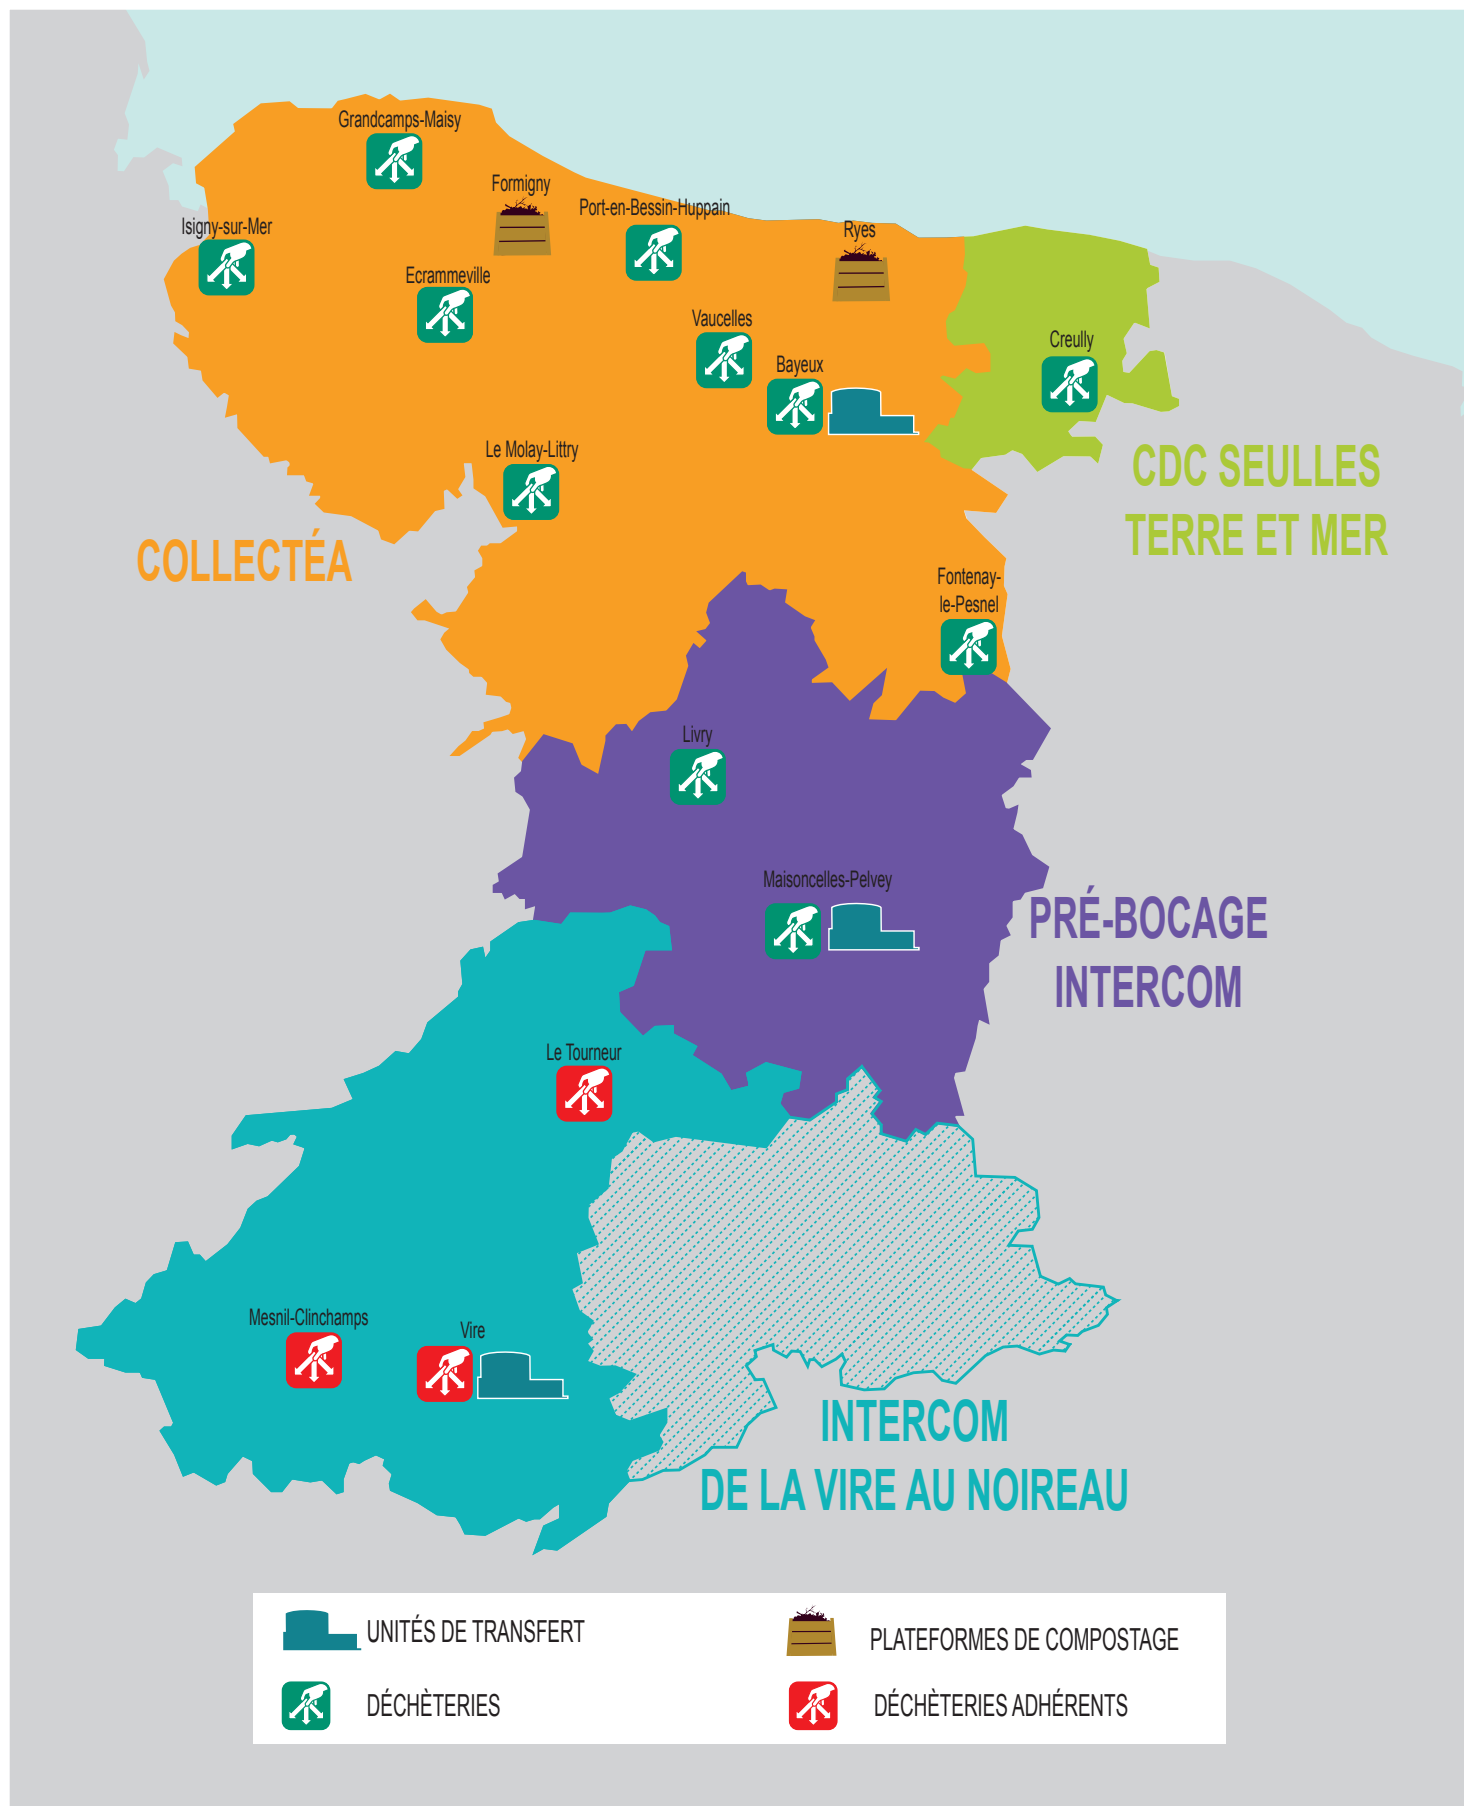 Grandcamps-Maisy
Formigny
Port-en-Bessin-Huppain
Isigny-sur-Mer
Ryes
Ecrammeville
Vaucelles
Creully
Bayeux
Le Molay-Littry
CDC SEULLES
TERRE ET MER
COLLECTÉA
Fontenay-
le-Pesnel
Livry
Maisoncelles-Pelvey
PRÉ-BOCAGE
INTERCOM
Le Tourneur
Mesnil-Clinchamps
Vire
INTERCOM
DE LA VIRE AU NOIREAU
UNITÉS DE TRANSFERT
PLATEFORMES DE COMPOSTAGE
DÉCHÈTERIES
DÉCHÈTERIES ADHÉRENTS